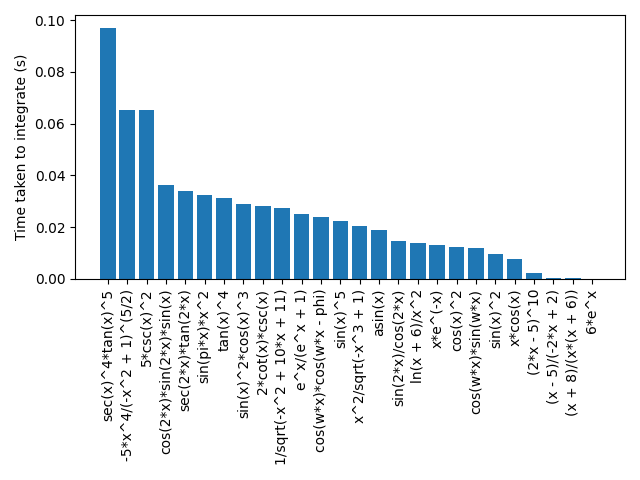 0.10
0.08
0.06
0.04
0.02
0.00
Time taken to integrate (s)
sec(x)^4*tan(x)^5
-5*x^4/(-x^2 + 1)^(5/2)
5*csc(x)^2
cos(2*x)*sin(2*x)*sin(x)
sec(2*x)*tan(2*x)
sin(pi*x)*x^2
tan(x)^4
sin(x)^2*cos(x)^3
2*cot(x)*csc(x)
1/sqrt(-x^2 + 10*x + 11)
e^x/(e^x + 1)
cos(w*x)*cos(w*x - phi)
sin(x)^5
x^2/sqrt(-x^3 + 1)
asin(x)
sin(2*x)/cos(2*x)
ln(x + 6)/x^2
x*e^(-x)
cos(x)^2
cos(w*x)*sin(w*x)
sin(x)^2
x*cos(x)
(2*x - 5)^10
(x - 5)/(-2*x + 2)
(x + 8)/(x*(x + 6))
6*e^x